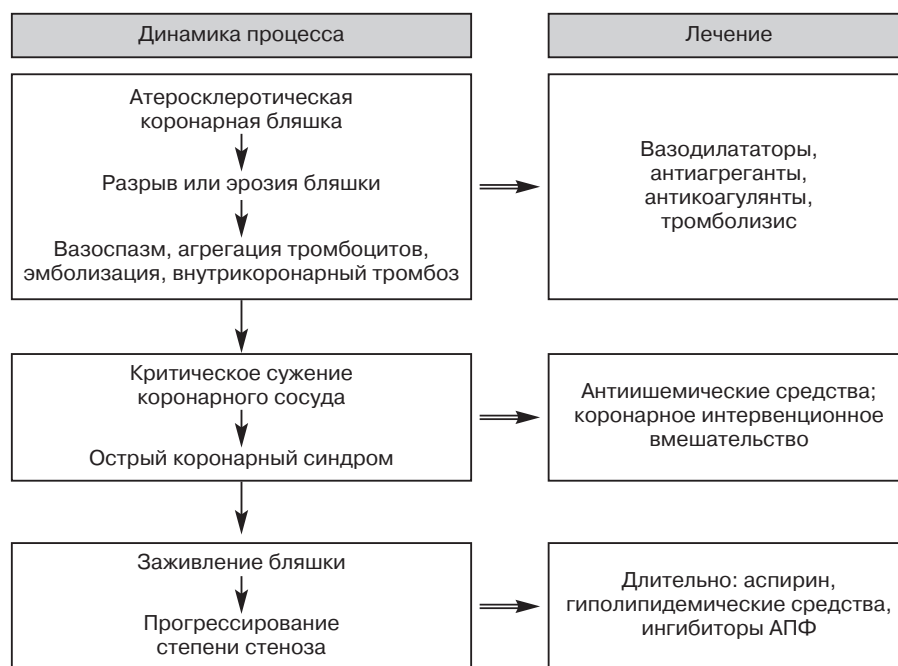 Динамика процесса
Лечение
Атеросклеротическая
коронарная бляшка
Разрыв или эрозия бляшки
Вазоспазм, агрегация тромбоцитов,
эмболизация, внутрикоронарный тромбоз
Вазодилататоры,
антиагреганты,
антикоагулянты,
тромболизис
Критическое сужение
коронарного сосуда
Острый коронарный синдром
Антиишемические средства;
коронарное интервенционное
вмешательство
Заживление бляшки
Прогрессирование
степени стеноза
Длительно: аспирин,
гиполипидемические средства,
ингибиторы АПФ